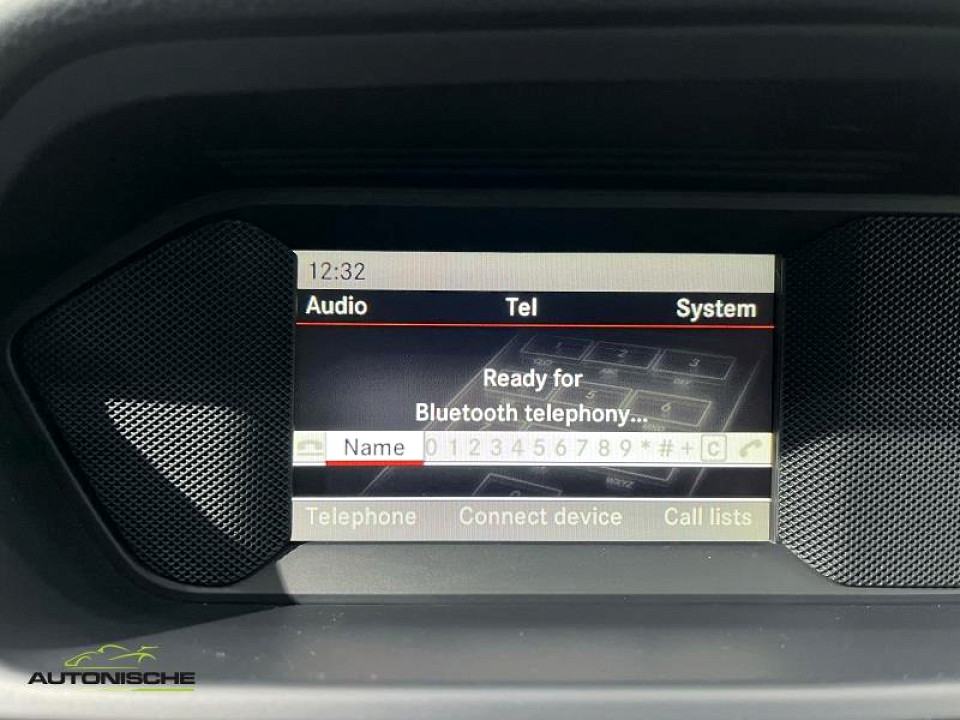 12:32
Audio Tel System
Ready for
Bluetooth telephony...
Name 0 1 2 3 4 5 6 7 8 9 * # + C
Telephone Connect device Call lists
AUTONISCHE